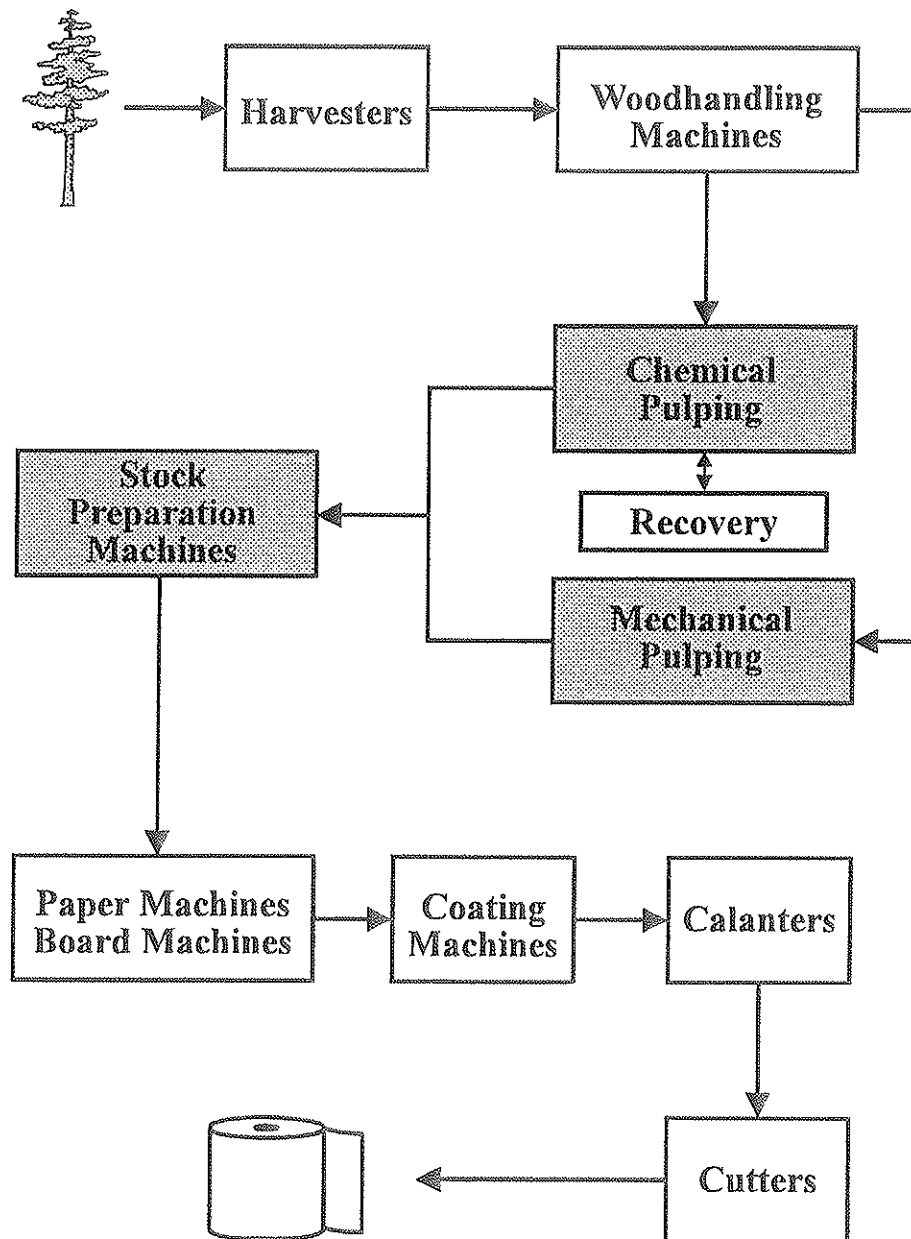 Harvesters
Woodhandling
Machines
Chemical
Pulping
Recovery
Stock
Preparation
Machines
Mechanical
Pulping
Paper Machines
Board Machines
Coating
Machines
Calanters
Cutters